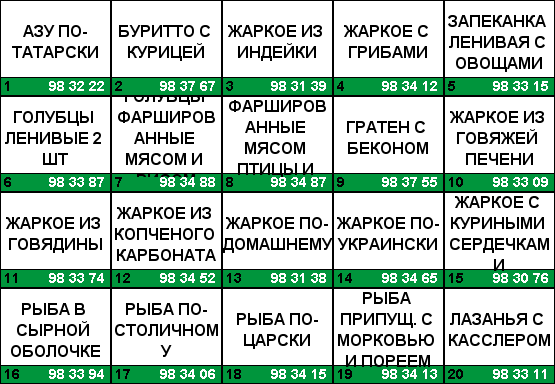 АЗУ ПО-
ТАТАРСКИ
1 98 32 22
БУРИТТО С
КУРИЦЕЙ
2 98 37 67
ЖАРКОЕ ИЗ
ИНДЕЙКИ
3 98 31 39
ЖАРКОЕ С
ГРИБАМИ
4 98 34 12
ЗАПЕКАНКА
ЛЕНИВАЯ С
ОВОЩАМИ
5 98 33 15
ГОЛУБЦЫ
ЛЕНИВЫЕ 2
ШТ
6 98 33 87
ГОЛУБЦЫ
ФАРШИРОВ
АННЫЕ
МЯСОМ И
РИСОМ
7 98 34 88
ФАРШИРОВ
АННЫЕ
МЯСОМ
ПТИЦЫ И
8 98 34 87
ГРАТЕН С
БЕКОНОМ
9 98 37 55
ЖАРКОЕ ИЗ
ГОВЯЖЕЙ
ПЕЧЕНИ
10 98 33 09
ЖАРКОЕ ИЗ
ГОВЯДИНЫ
11 98 33 74
ЖАРКОЕ ИЗ
КОПЧЕНОГО
КАРБОНАТА
12 98 34 52
ЖАРКОЕ ПО-
ДОМАШНЕМУ
13 98 31 38
ЖАРКОЕ ПО-
УКРАИНСКИ
14 98 34 65
ЖАРКОЕ С
КУРИНЫМИ
СЕРДЕЧКАМ
И
15 98 30 76
РЫБА В
СЫРНОЙ
ОБОЛОЧКЕ
16 98 33 94
РЫБА ПО-
СТОЛИЧНОМ
У
17 98 34 06
РЫБА ПО-
ЦАРСКИ
18 98 34 15
РЫБА
ПРИПУЩ. С
МОРКОВЬЮ
И ПОРЕЕМ
19 98 34 13
ЛАЗАНЬЯ С
КАССЛЕРОМ
20 98 33 11